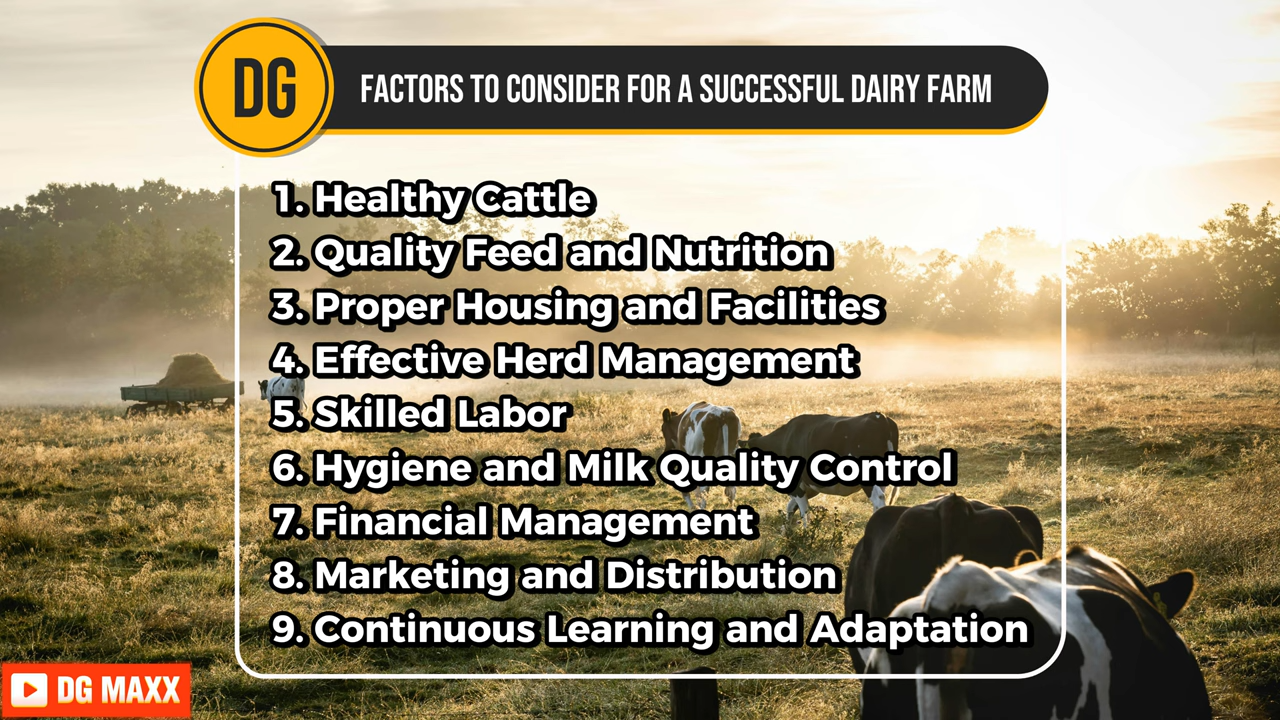 DG
FACTORS TO CONSIDER FOR A SUCCESSFUL DAIRY FARM
1. Healthy Cattle
2. Quality Feed and Nutrition
3. Proper Housing and Facilities
4. Effective Herd Management
5. Skilled Labor
6. Hygiene and Milk Quality Control
7. Financial Management
8. Marketing and Distribution
9. Continuous Learning and Adaptation
DG MAXX